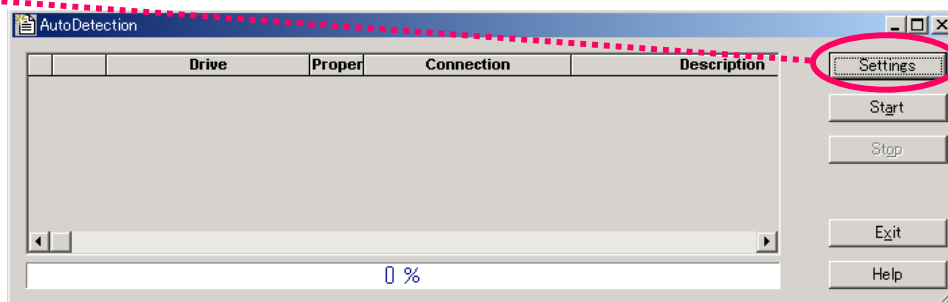 AutoDetection
Drive Proper Connection Description
Settings
Start
Stop
Exit
0 %
Help